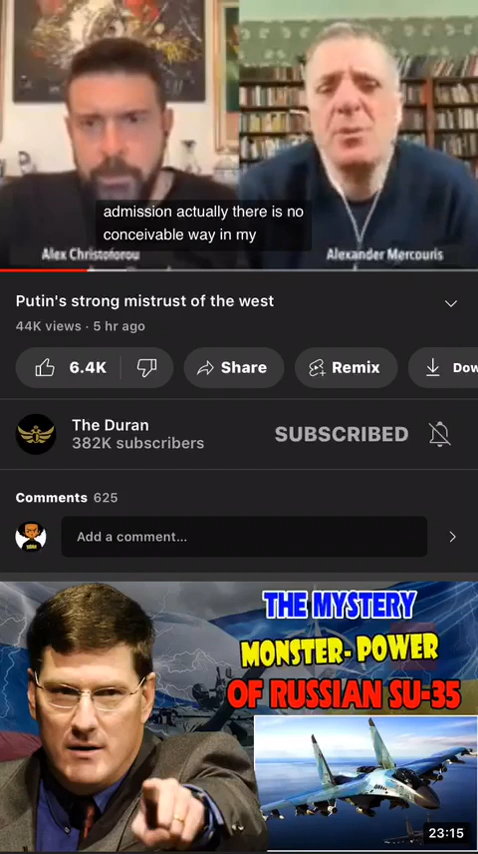 admission actually there is no
conceivable way in my
Alex Christoforou
Alexander Mercouris
Putin's strong mistrust of the west
44K views · 5 hr ago
6.4K
Share
Remix
Dow
The Duran
382K subscribers
SUBSCRIBED
Comments 625
Add a comment...
THE MYSTERY
MONSTER- POWER
OF RUSSIAN SU-35
23:15